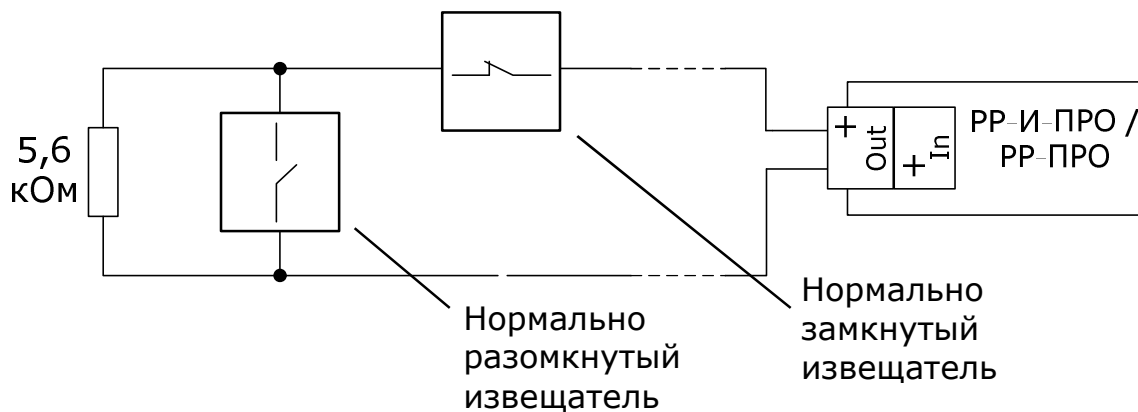 5,6
кОм
+
Out
+
In
РР-И-ПРО /
РР-ПРО
Нормально
разомкнутый
извещатель
Нормально
замкнутый
извещатель